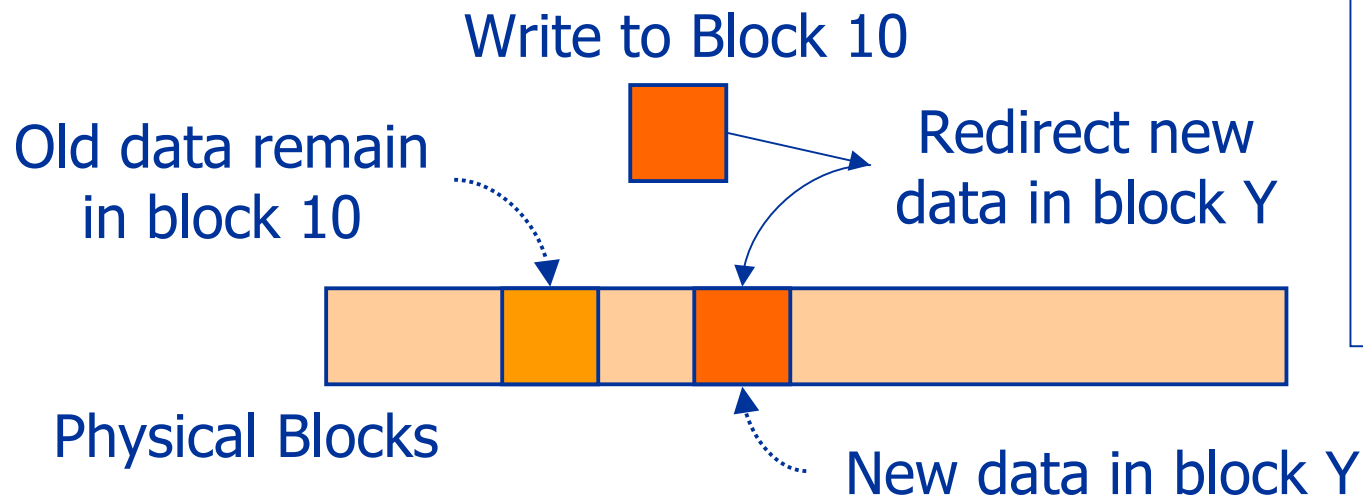 Write to Block 10
Old data remain
in block 10
Redirect new
data in block Y
Physical Blocks
New data in block Y